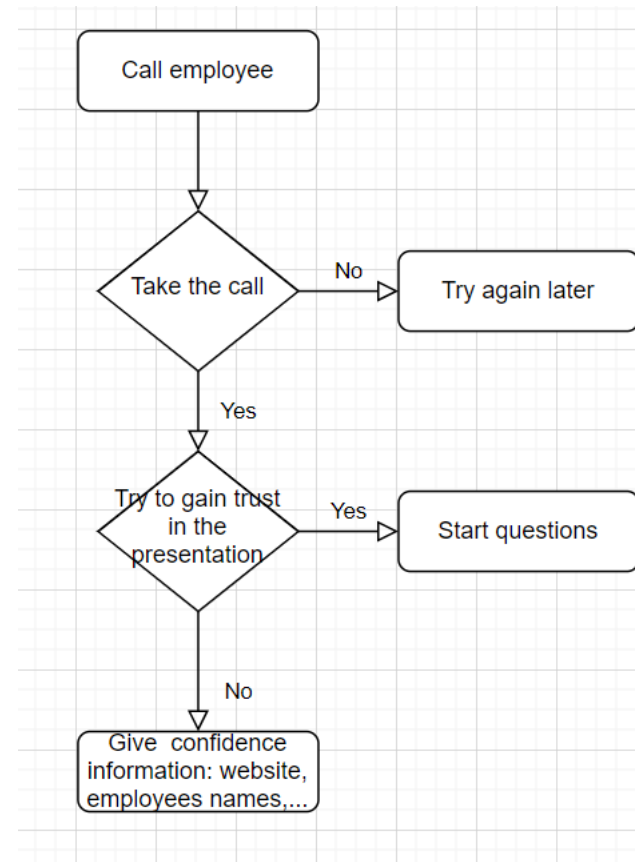 Call employee
Take the call
No
Try again later
Yes
Try to gain trust
in the
presentation
Yes
Start questions
No
Give confidence
information: website,
employees names,...